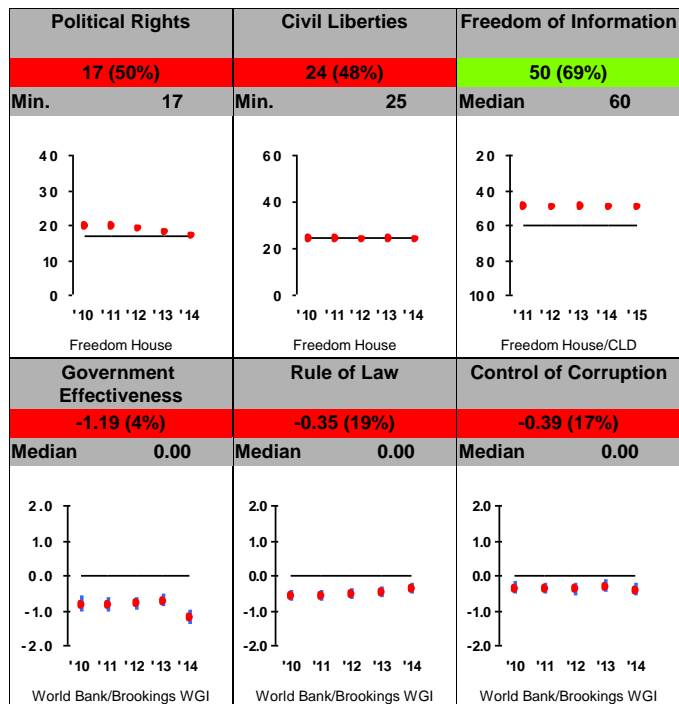 Political Rights
Civil Liberties
Freedom of Information
17 (50%)
24 (48%)
50 (69%)
Min. 17
Min. 25
Median 60
40
30
20
10
0
'10 '11 '12 '13 '14
Freedom House
60
40
20
0
'10 '11 '12 '13 '14
Freedom House
20
40
60
80
100
'11 '12 '13 '14 '15
Freedom House/CLD
Government
Effectiveness
Rule of Law
Control of Corruption
-1.19 (4%)
-0.35 (19%)
-0.39 (17%)
Median 0.00
Median 0.00
Median 0.00
2.0
1.0
0.0
-1.0
-2.0
'10 '11 '12 '13 '14
World Bank/Brookings WGI
2.0
1.0
0.0
-1.0
-2.0
'10 '11 '12 '13 '14
World Bank/Brookings WGI
2.0
1.0
0.0
-1.0
-2.0
'10 '11 '12 '13 '14
World Bank/Brookings WGI